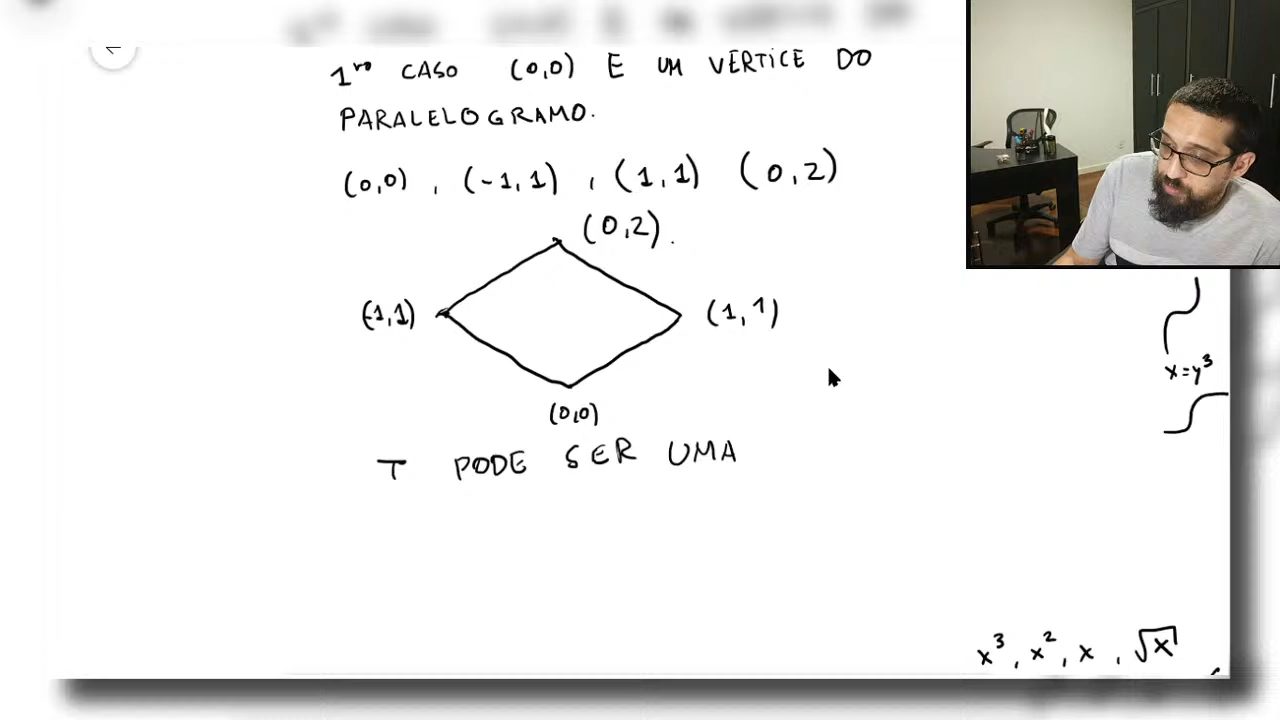 1ro CASO (0,0) E UM VERTICE DO
PARALELOGRAMO.
(0,0) , (-1,1) , (1,1) (0,2)
(0,2).
(-1,1)
(1,1)
(0,0)
x=y³
T PODE SER UMA
x³, x², x, √x